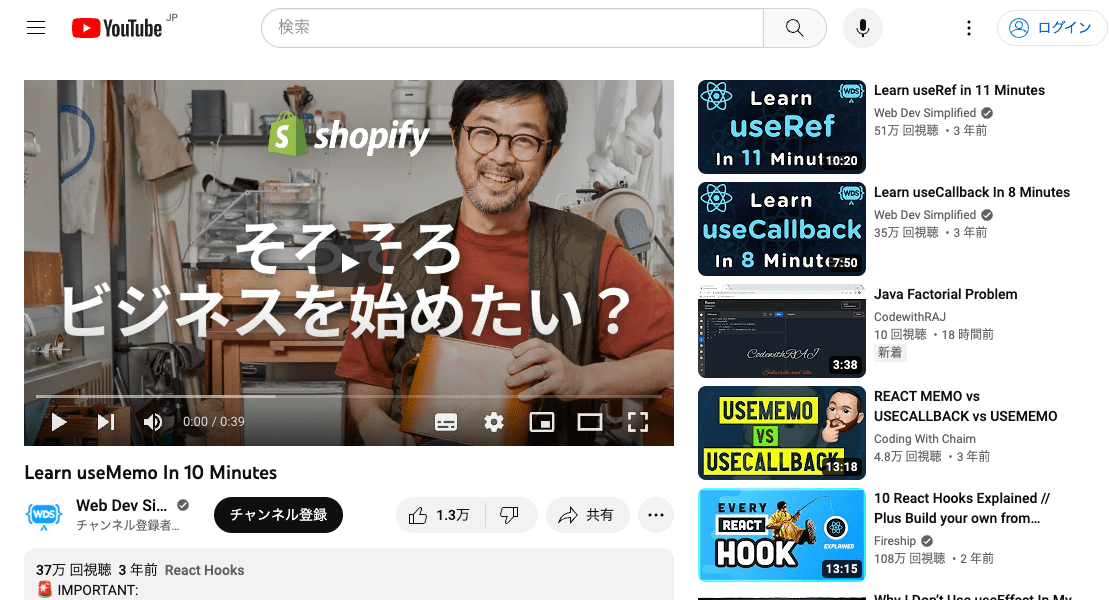 YouTube JP
検索
ログイン
shopify
そろそろ
ビジネスを始めたい？
0:00 / 0:39
Learn useMemo In 10 Minutes
WDS
Web Dev Si...
チャンネル登録者...
チャンネル登録
1.3万
共有
37万 回視聴 3 年前 React Hooks
🚨 IMPORTANT:
WDS
Learn
useRef
In 11 Minut
10:20
Learn useRef in 11 Minutes
Web Dev Simplified
51万 回視聴 ・3 年前
WDS
Learn
useCallback
In 8 Minute
7:50
Learn useCallback In 8 Minutes
Web Dev Simplified
35万 回視聴 ・3 年前
CodewithRAJ
Subscribe and like
3:38
Java Factorial Problem
CodewithRAJ
10 回視聴 ・18 時間前
新着
USEMEMO
VS
USECALLBACK
13:18
REACT MEMO vs
USECALLBACK vs USEMEMO
Coding With Chaim
4.8万 回視聴 ・3 年前
EVERY
REACT
HOOK
EXPLAINED
13:15
10 React Hooks Explained //
Plus Build your own from...
Fireship
108万 回視聴 ・2 年前
Why I Don't Use useEffect In My